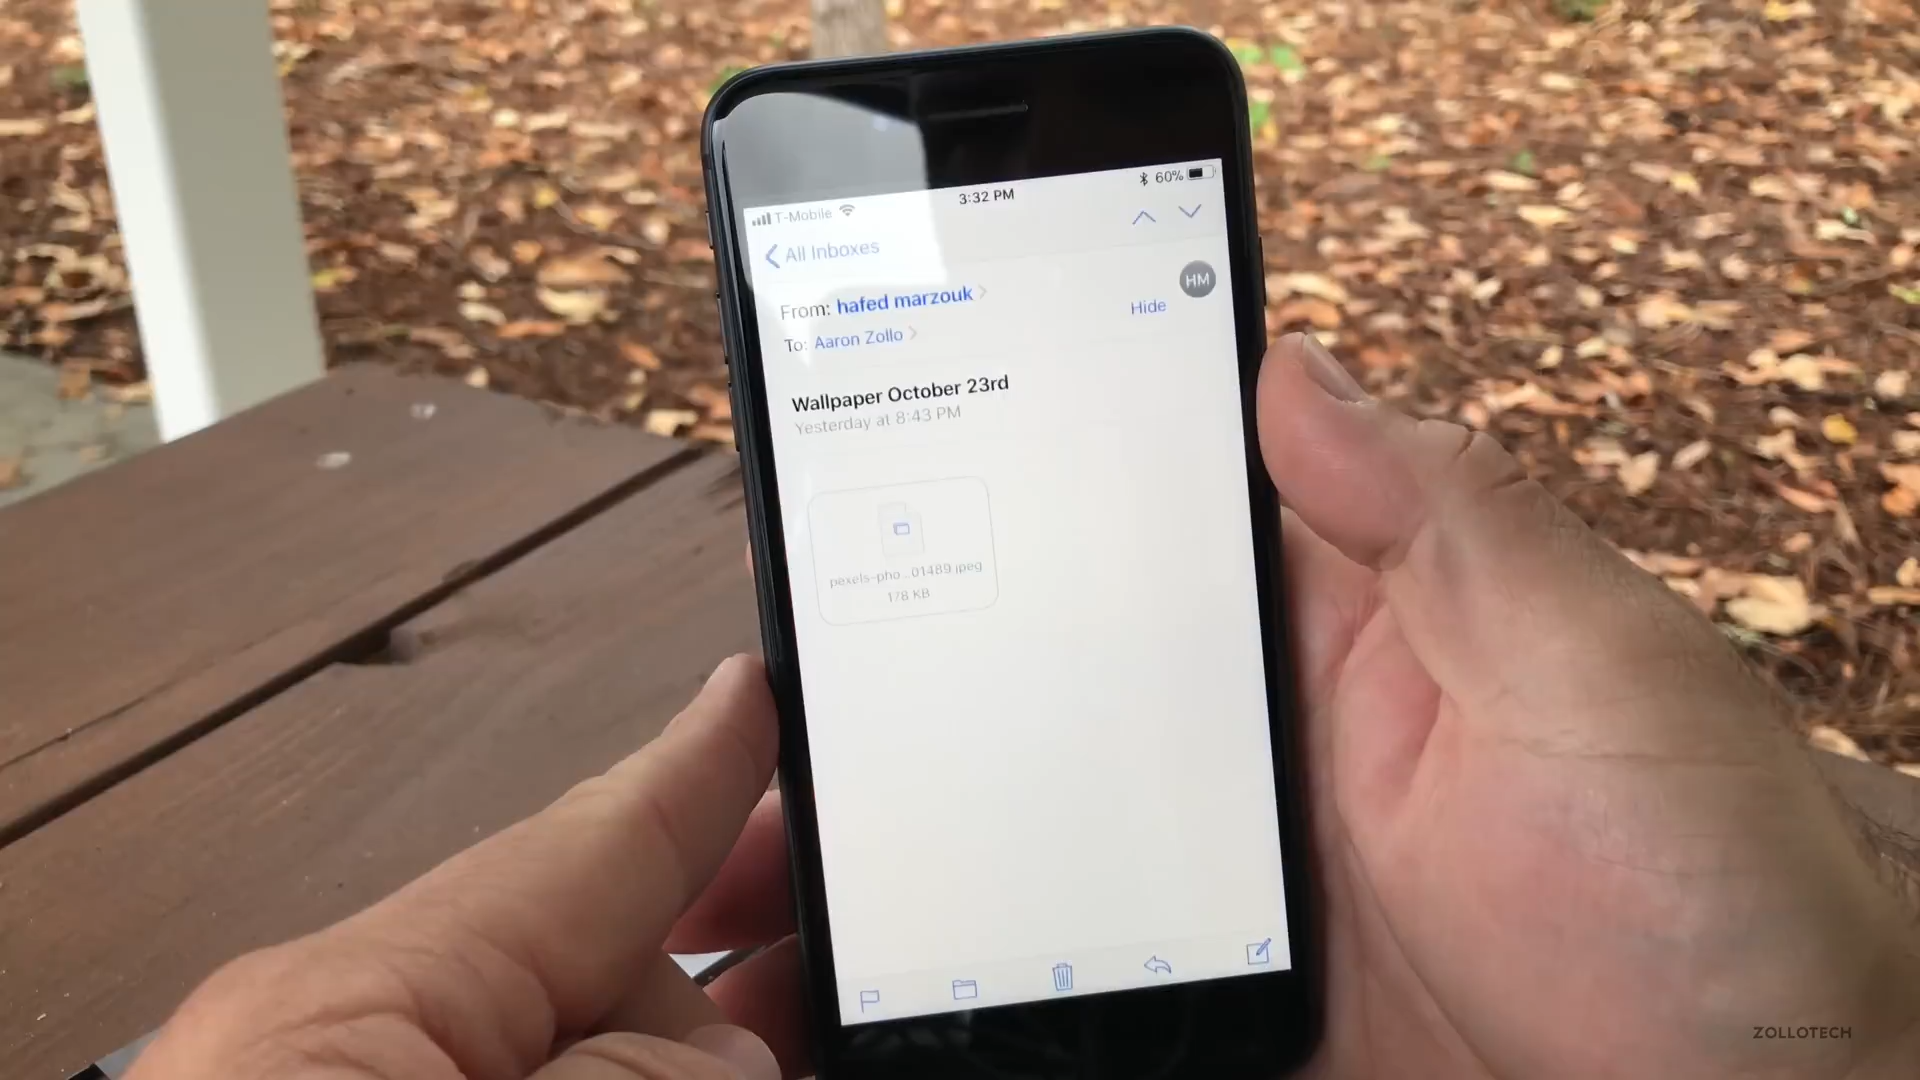 T-Mobile 3:32 PM 60%
All Inboxes
HM
From: hafed marzouk
Hide
To: Aaron Zollo
Wallpaper October 23rd
Yesterday at 8:43 PM
pexels-pho...01489.jpeg
178 KB
ZOLLOTECH